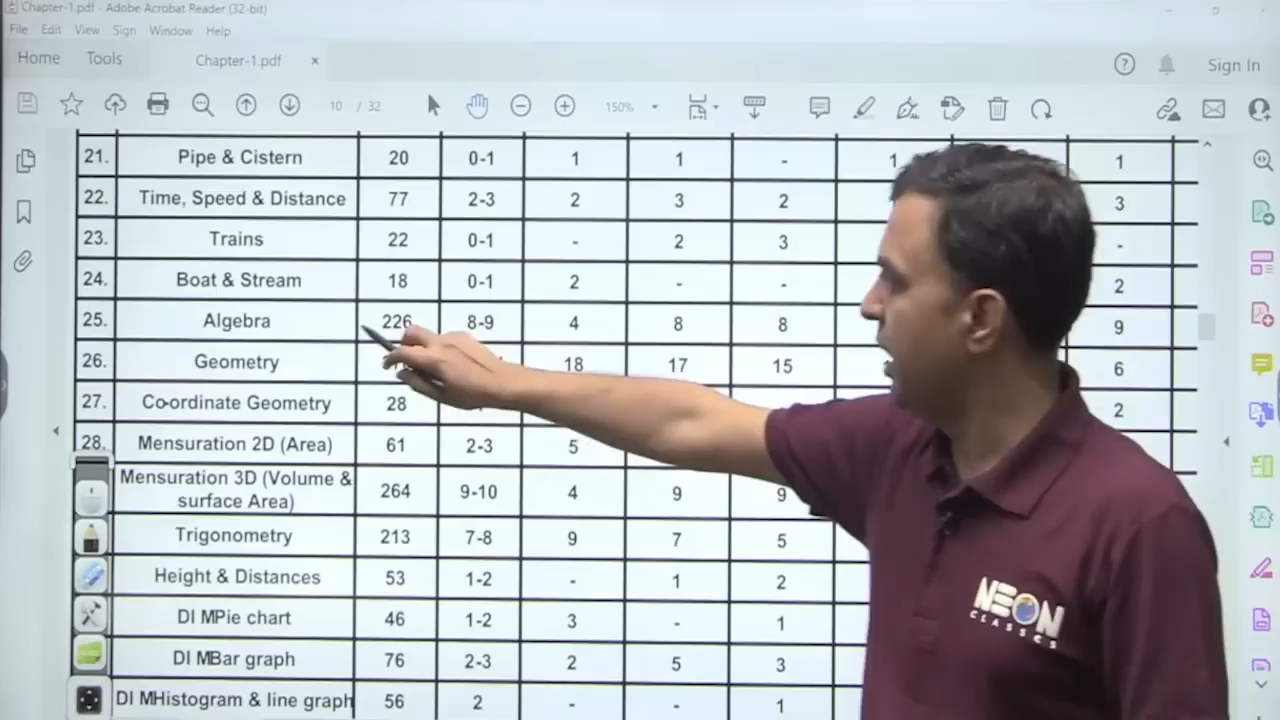 Chapter-1.pdf - Adobe Acrobat Reader (32-bit)
File Edit View Sign Window Help
Home Tools Chapter-1.pdf × ? Sign In
10 / 32 150%
21. Pipe & Cistern 20 0-1 1 1 - 1 1
22. Time, Speed & Distance 77 2-3 2 3 2 3
23. Trains 22 0-1 - 2 3 -
24. Boat & Stream 18 0-1 2 - - 2
25. Algebra 226 8-9 4 8 8 9
26. Geometry 18 17 15 6
27. Co-ordinate Geometry 28 2
28. Mensuration 2D (Area) 61 2-3 5
Mensuration 3D (Volume &
surface Area) 264 9-10 4 9 9
Trigonometry 213 7-8 9 7 5
Height & Distances 53 1-2 - 1 2
DI MPie chart 46 1-2 3 - 1
DI MBar graph 76 2-3 2 5 3
DI MHistogram & line graph 56 2 - - 1
NEON
CLASSES